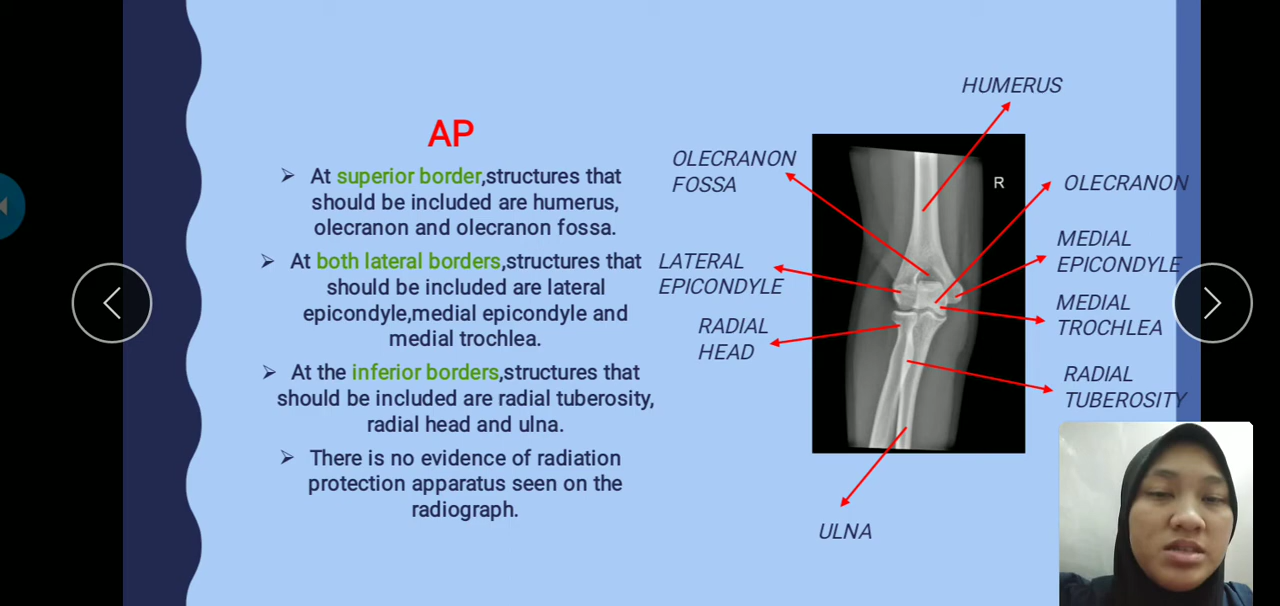 AP
➢ At superior border,structures that
should be included are humerus,
olecranon and olecranon fossa.
➢ At both lateral borders,structures that
should be included are lateral
epicondyle,medial epicondyle and
medial trochlea.
➢ At the inferior borders,structures that
should be included are radial tuberosity,
radial head and ulna.
➢ There is no evidence of radiation
protection apparatus seen on the
radiograph.
HUMERUS
OLECRANON
FOSSA
R
OLECRANON
LATERAL
EPICONDYLE
MEDIAL
EPICONDYLE
RADIAL
HEAD
MEDIAL
TROCHLEA
RADIAL
TUBEROSITY
ULNA